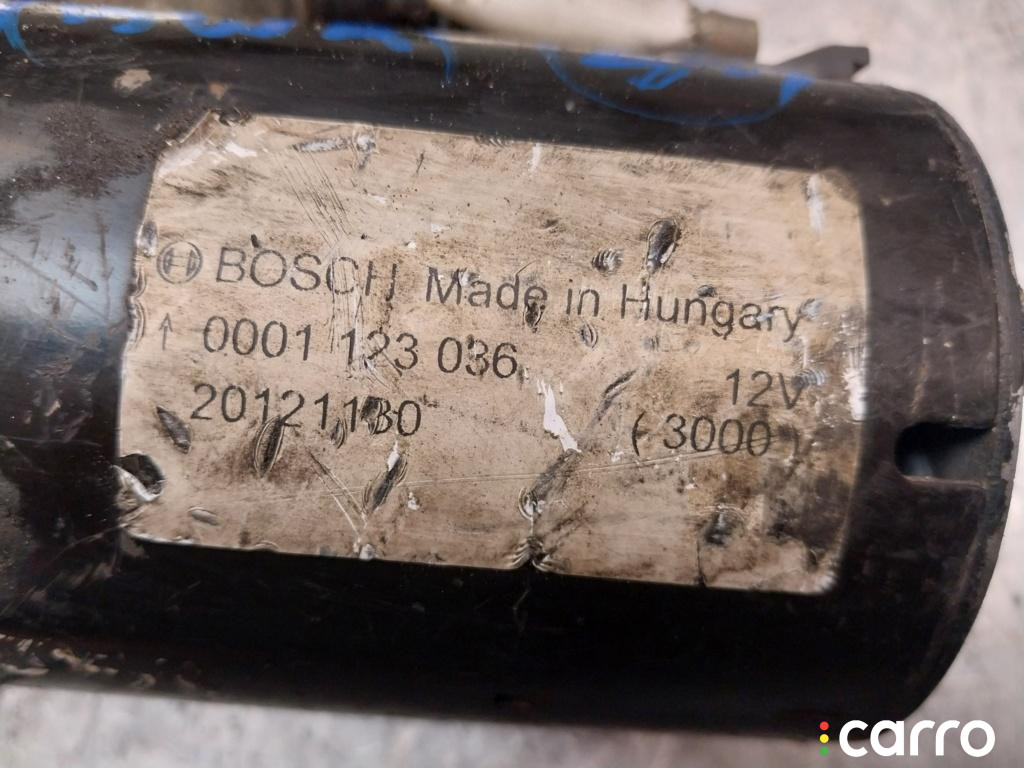 BOSCH Made in Hungary
↑ 0001 123 036 12V
20121130 (3000)
carro